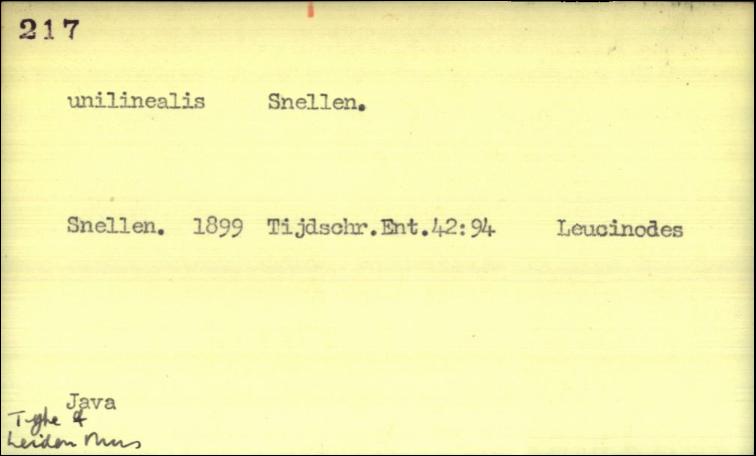 217
unilinealis Snellen.
Snellen. 1899 Tijdschr.Ent.42:94 Leucinodes
Java
Type
Leiden Mus